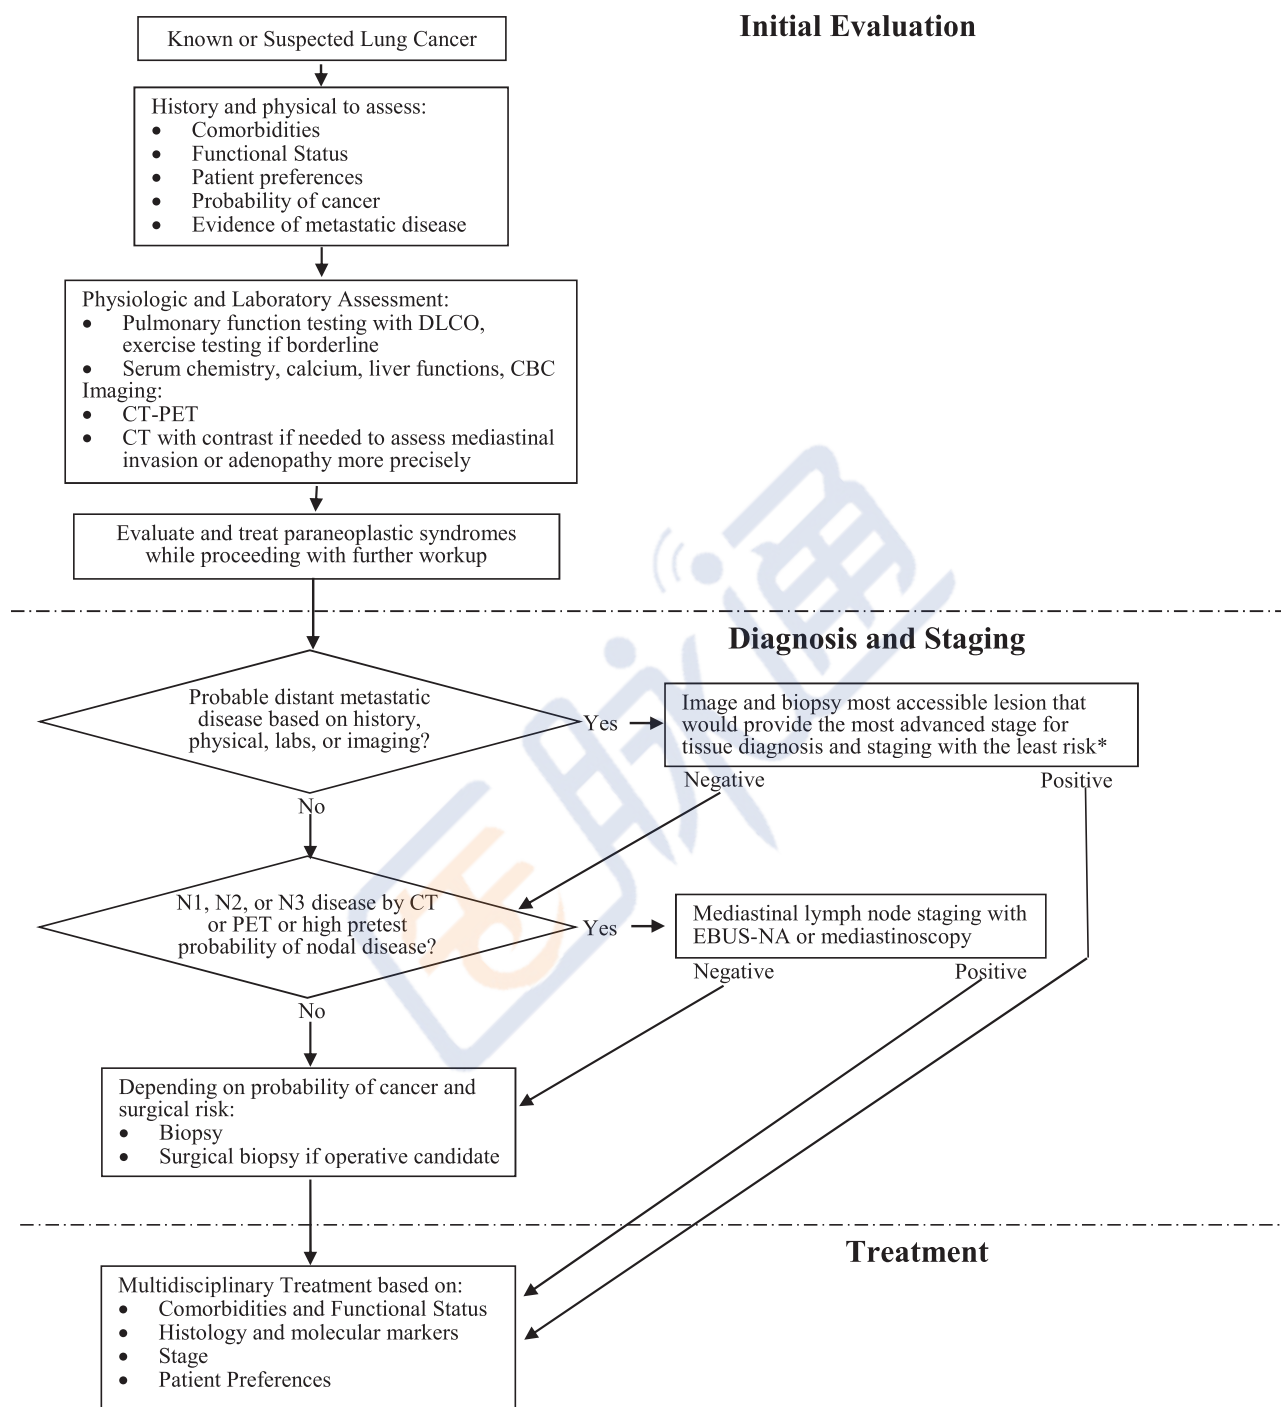 Initial Evaluation
Known or Suspected Lung Cancer
History and physical to assess:
● Comorbidities
● Functional Status
● Patient preferences
● Probability of cancer
● Evidence of metastatic disease
Physiologic and Laboratory Assessment:
● Pulmonary function testing with DLCO,
exercise testing if borderline
● Serum chemistry, calcium, liver functions, CBC
Imaging:
● CT-PET
● CT with contrast if needed to assess mediastinal
invasion or adenopathy more precisely
Evaluate and treat paraneoplastic syndromes
while proceeding with further workup
Diagnosis and Staging
Probable distant metastatic
disease based on history,
physical, labs, or imaging?
Yes
Image and biopsy most accessible lesion that
would provide the most advanced stage for
tissue diagnosis and staging with the least risk*
Negative
Positive
No
N1, N2, or N3 disease by CT
or PET or high pretest
probability of nodal disease?
Yes
Mediastinal lymph node staging with
EBUS-NA or mediastinoscopy
Negative
Positive
No
Depending on probability of cancer and
surgical risk:
● Biopsy
● Surgical biopsy if operative candidate
Treatment
Multidisciplinary Treatment based on:
● Comorbidities and Functional Status
● Histology and molecular markers
● Stage
● Patient Preferences
医脉通